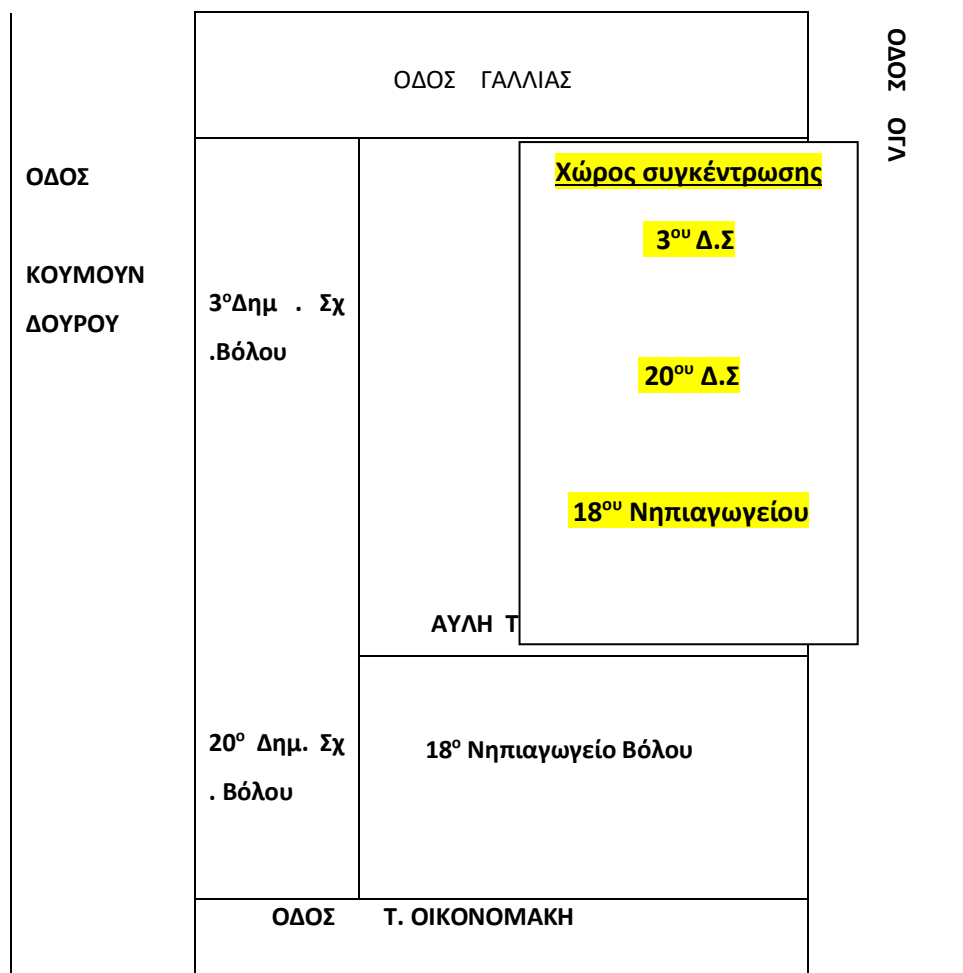 ΟΔΟΣ ΓΑΛΛΙΑΣ
ΟΔΟΣ
ΚΟΥΜΟΥΝ
ΔΟΥΡΟΥ
3ο Δημ . Σχ
.Βόλου
Χώρος συγκέντρωσης
3ου Δ.Σ
20ου Δ.Σ
18ου Νηπιαγωγείου
ΑΥΛΗ Τ
20ο Δημ. Σχ
. Βόλου
18ο Νηπιαγωγείο Βόλου
ΟΔΟΣ Τ. ΟΙΚΟΝΟΜΑΚΗ
ΟΔΟΣ